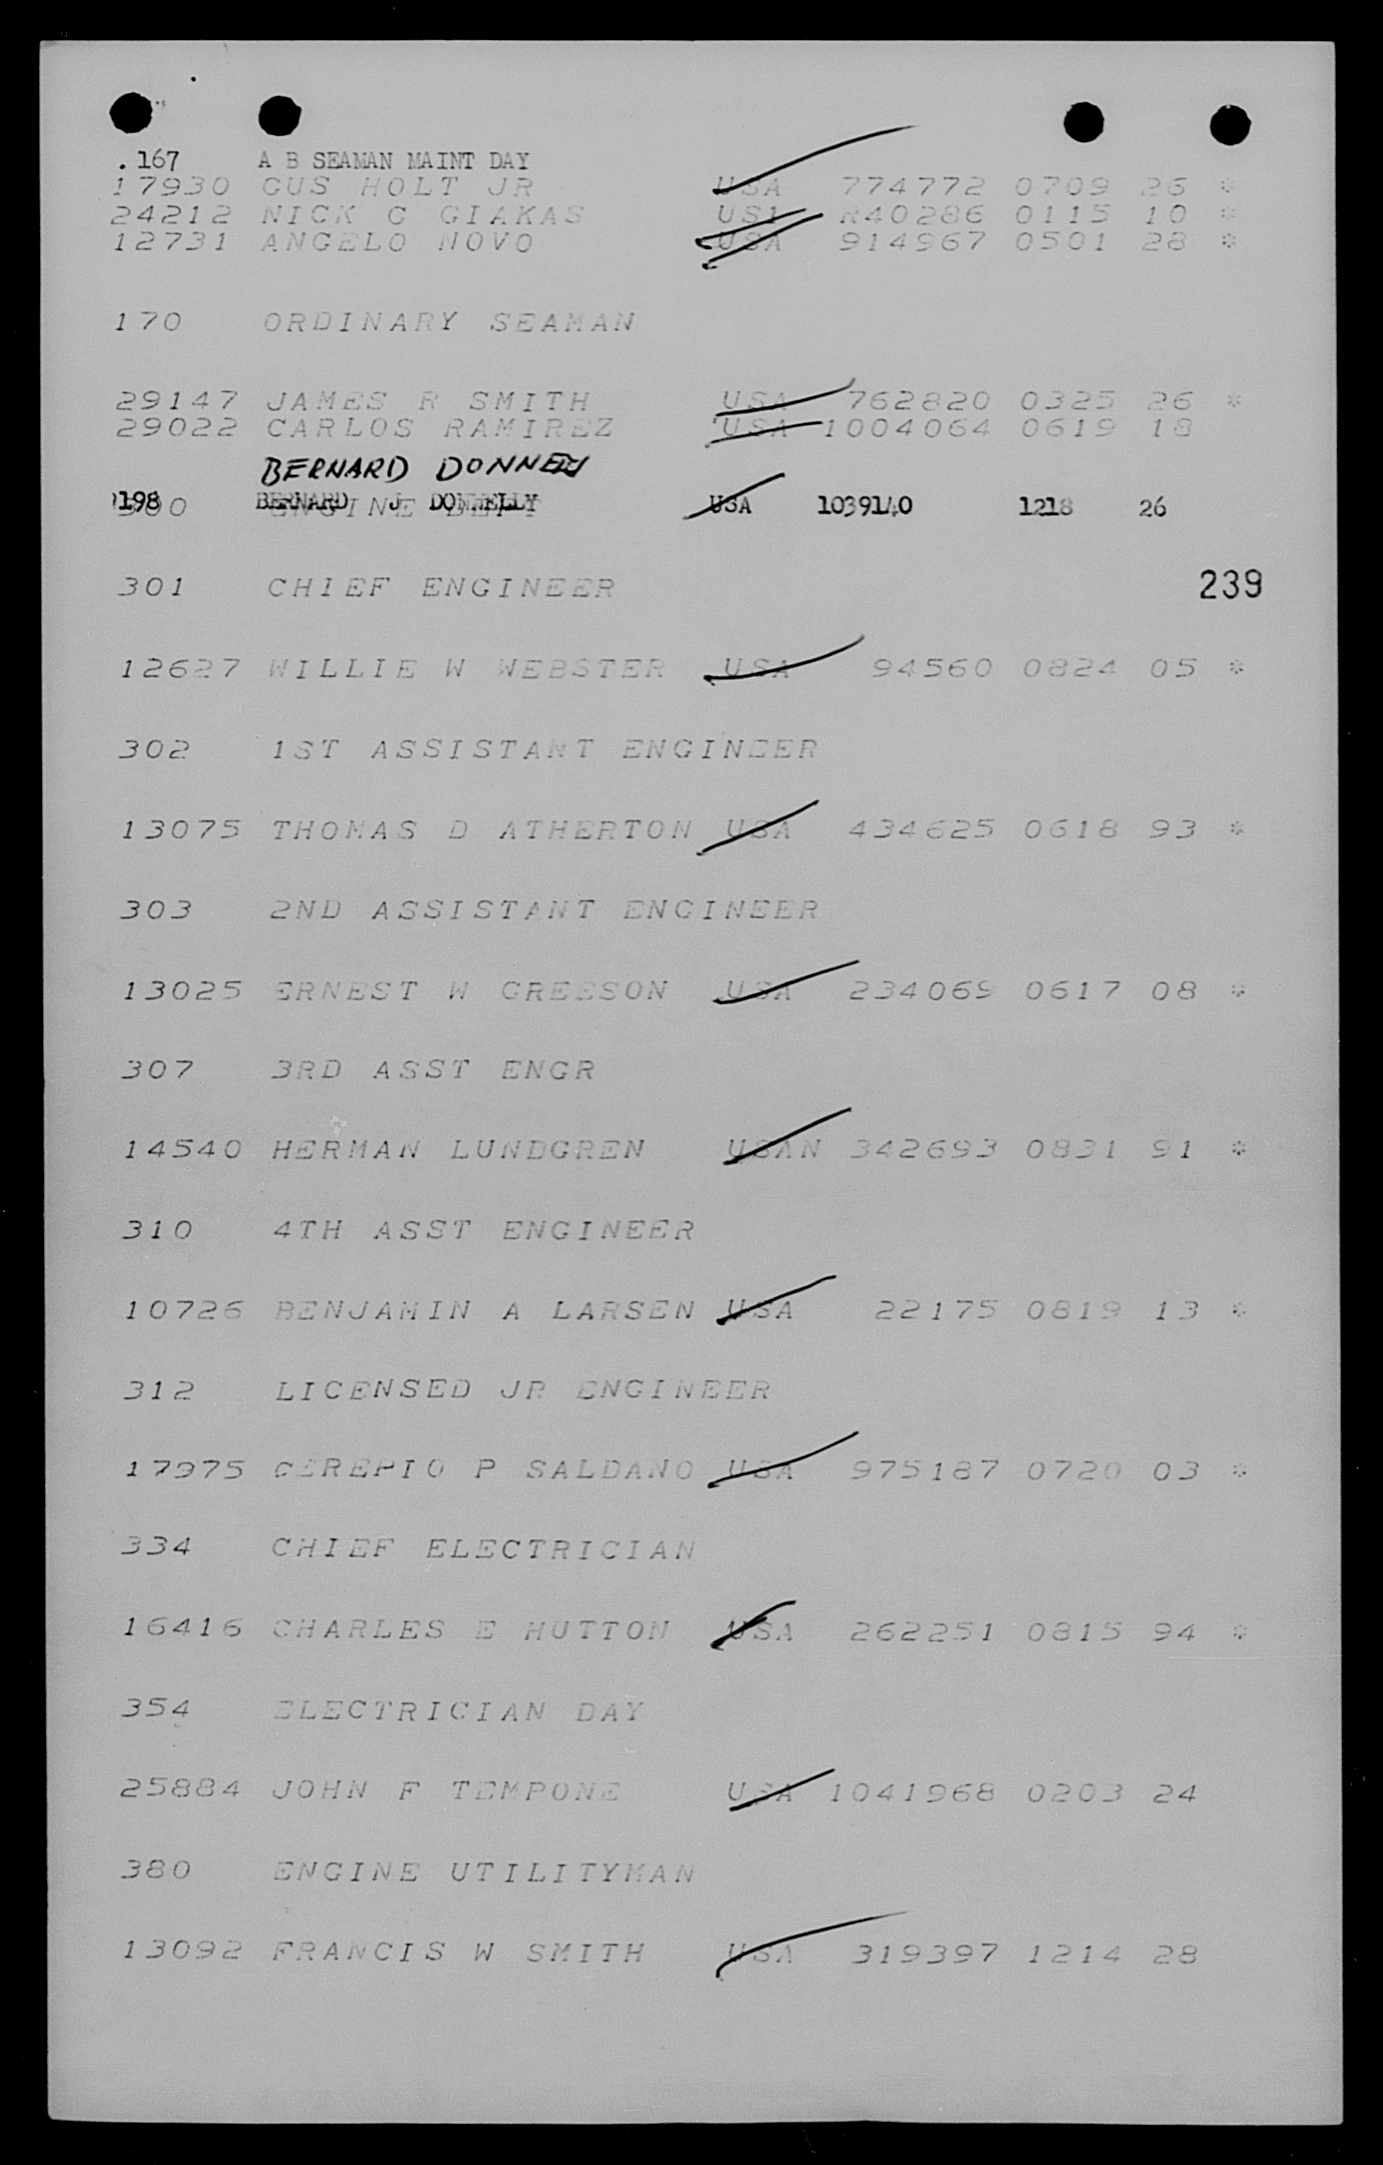 . 167 A B SEAMAN MAINT DAY
17930 GUS HOLT JR USA 774772 0709 26 *
24212 NICK G GIAKAS US1 R40286 0115 10 *
12731 ANGELO NOVO USA 914967 0501 28 *
170 ORDINARY SEAMAN
29147 JAMES R SMITH USA 762820 0325 26 *
29022 CARLOS RAMIREZ USA 1004064 0619 18
BERNARD DONNELLY
198 BERNARD J DONNELLY USA 1039140 1218 26
300 ENGINE DEPT
301 CHIEF ENGINEER 239
12627 WILLIE W WEBSTER USA 94560 0824 05 *
302 1ST ASSISTANT ENGINEER
13075 THOMAS D ATHERTON USA 434625 0618 93 *
303 2ND ASSISTANT ENGINEER
13025 ERNEST W GREESON USA 234069 0617 08 *
307 3RD ASST ENGR
14540 HERMAN LUNDGREN USAN 342693 0831 91 *
310 4TH ASST ENGINEER
10726 BENJAMIN A LARSEN USA 22175 0819 13 *
312 LICENSED JR ENGINEER
17975 CEREPIO P SALDANO USA 975187 0720 03 *
334 CHIEF ELECTRICIAN
16416 CHARLES E HUTTON USA 262251 0815 94 *
354 ELECTRICIAN DAY
25884 JOHN F TEMPONE USA 1041968 0203 24
380 ENGINE UTILITYMAN
13092 FRANCIS W SMITH USA 319397 1214 28